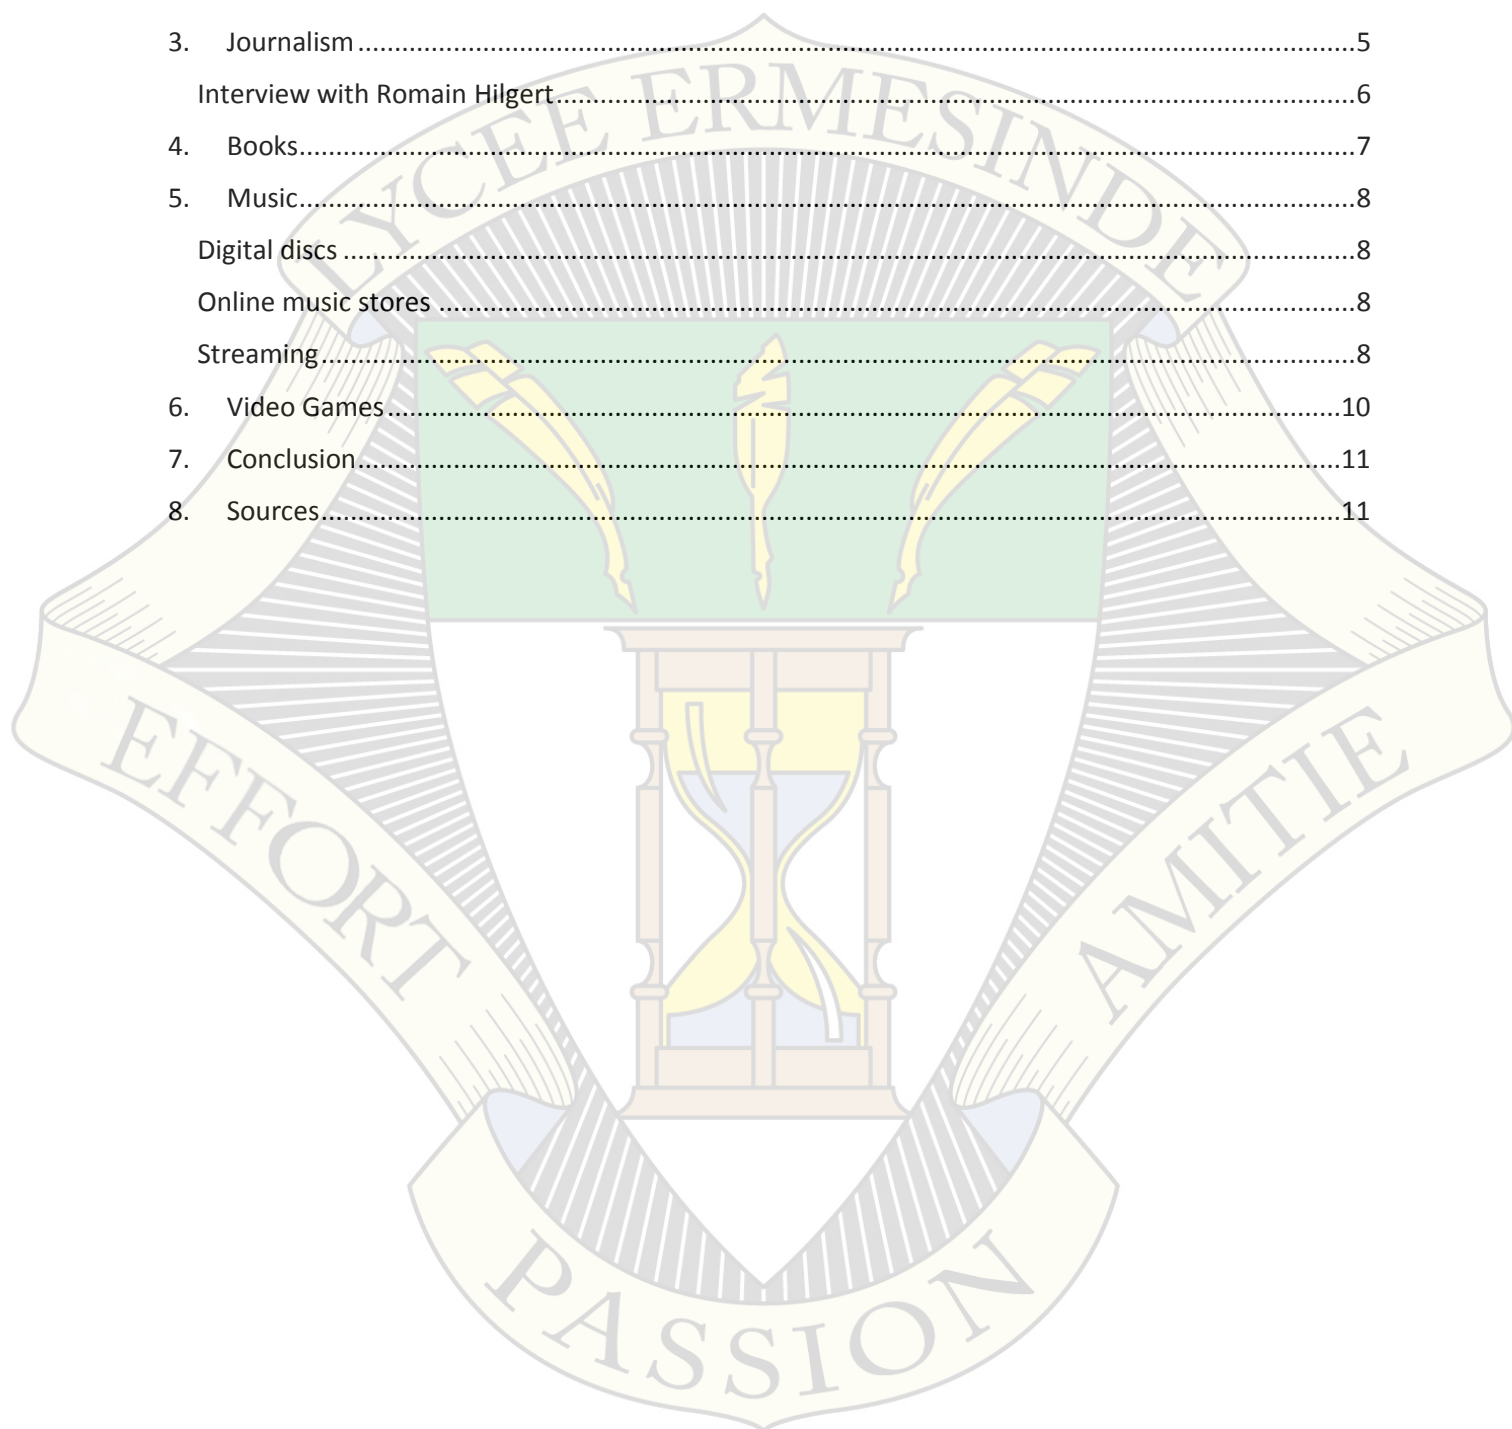 3. Journalism ........................................................................................................ 5
Interview with Romain Hilgert ........................................................................................................ 6
4. Books ........................................................................................................ 7
5. Music ........................................................................................................ 8
Digital discs ........................................................................................................ 8
Online music stores ........................................................................................................ 8
Streaming ........................................................................................................ 8
6. Video Games ........................................................................................................ 10
7. Conclusion ........................................................................................................ 11
8. Sources ........................................................................................................ 11
LYCEE ERMESINDE
EFFORT
AMITIE
PASSION